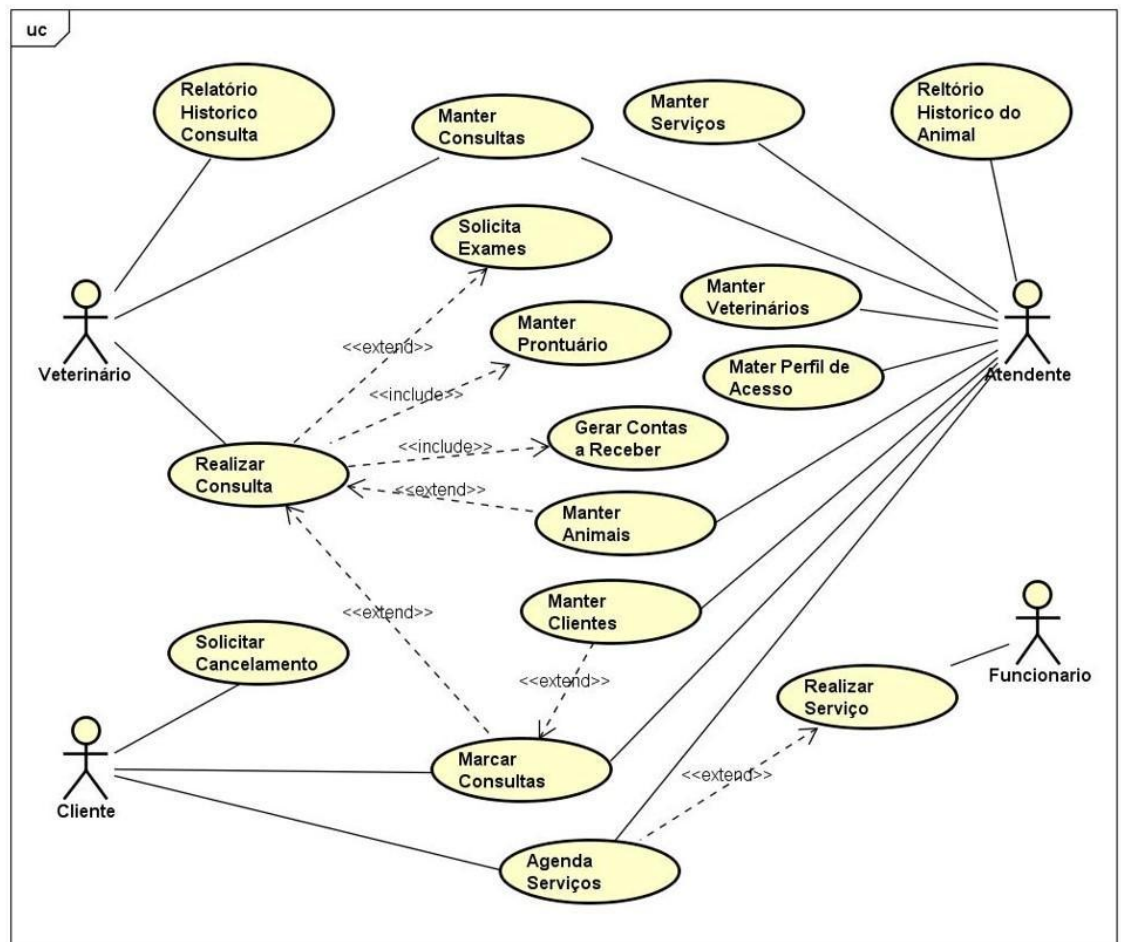 uc
Relatório
Historico
Consulta
Manter
Consultas
Manter
Serviços
Reltório
Historico do
Animal
Solicita
Exames
Manter
Veterinários
Manter
Prontuário
<<extend>>
Veterinário
Mater Perfil de
Acesso
Atendente
<<include>>
Gerar Contas
a Receber
<<include>>
Realizar
Consulta
<<extend>>
Manter
Animais
<<extend>>
Manter
Clientes
Solicitar
Cancelamento
<<extend>>
Funcionario
Realizar
Serviço
Marcar
Consultas
<<extend>>
Cliente
Agenda
Serviços